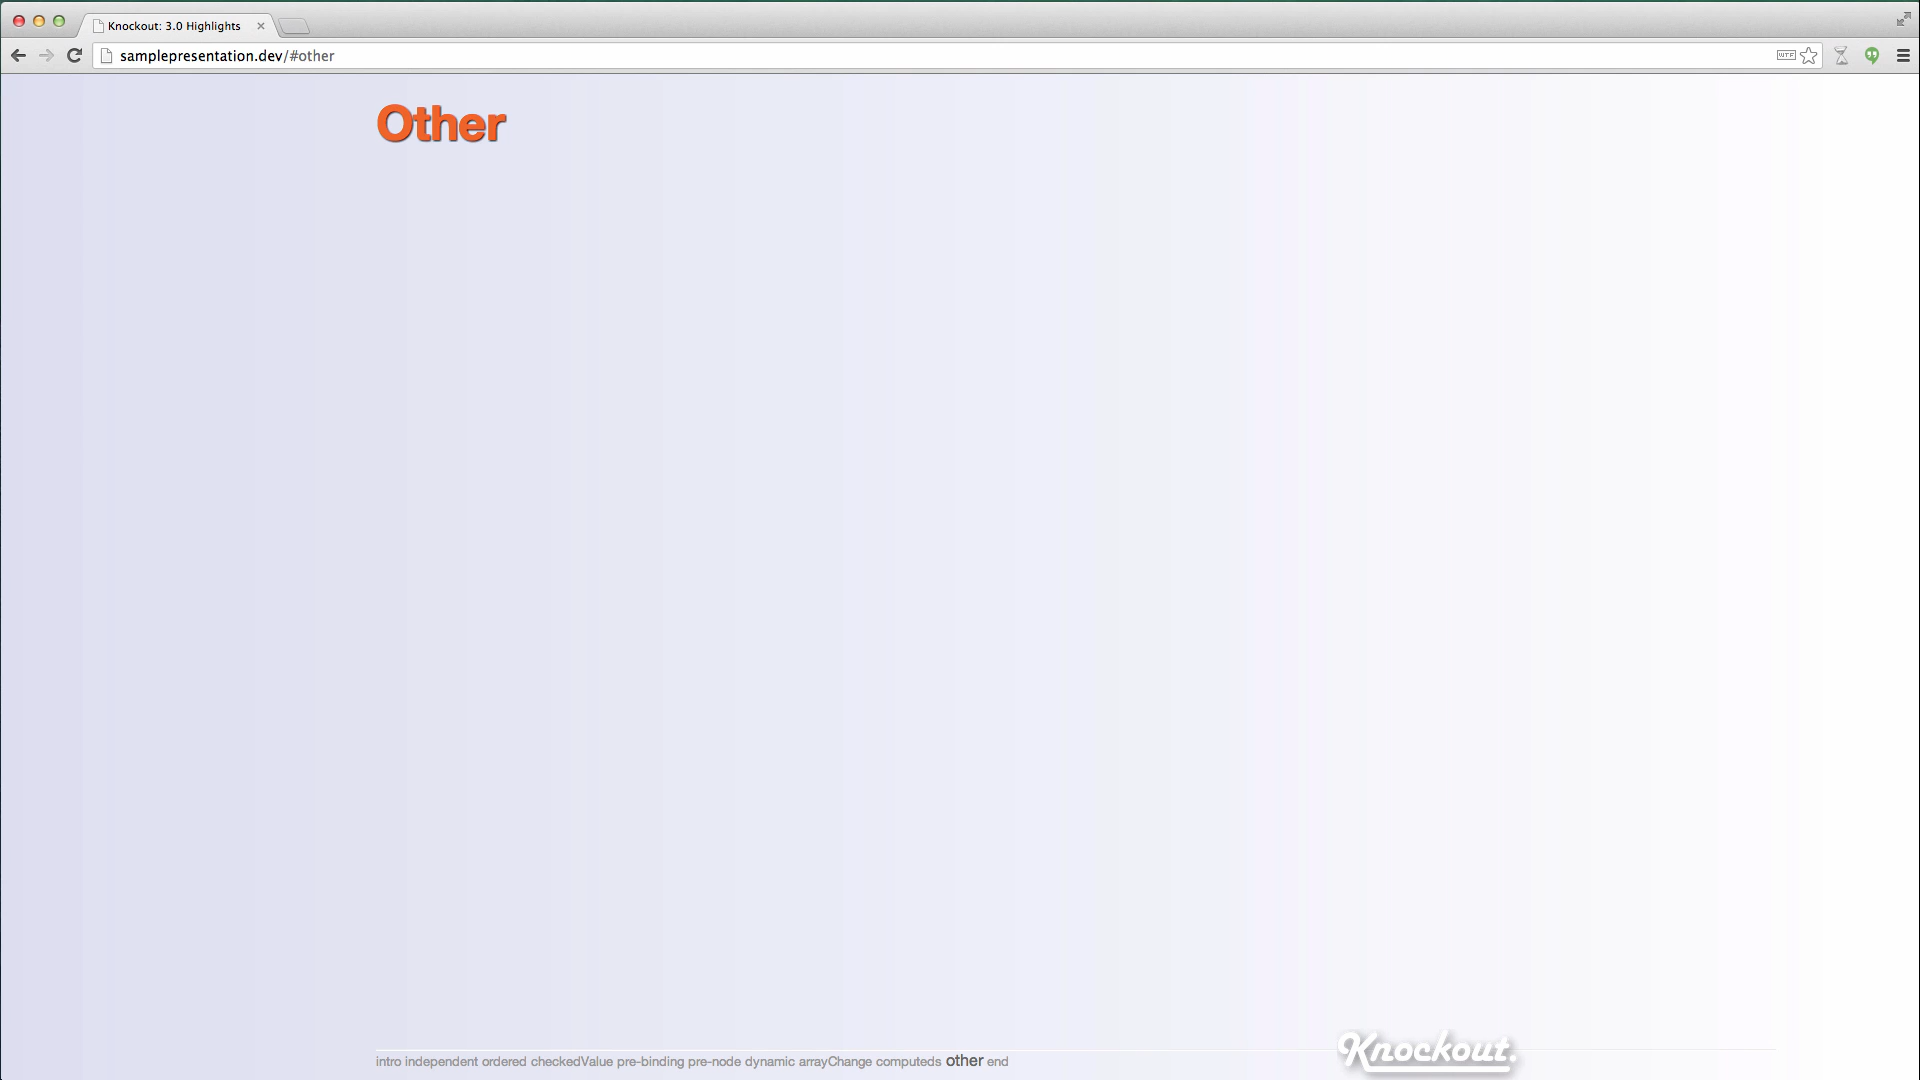 Knockout: 3.0 Highlights
samplepresentation.dev/#other
WTF
Other
intro independent ordered checkedValue pre-binding pre-node dynamic arrayChange computeds other end
Knockout.